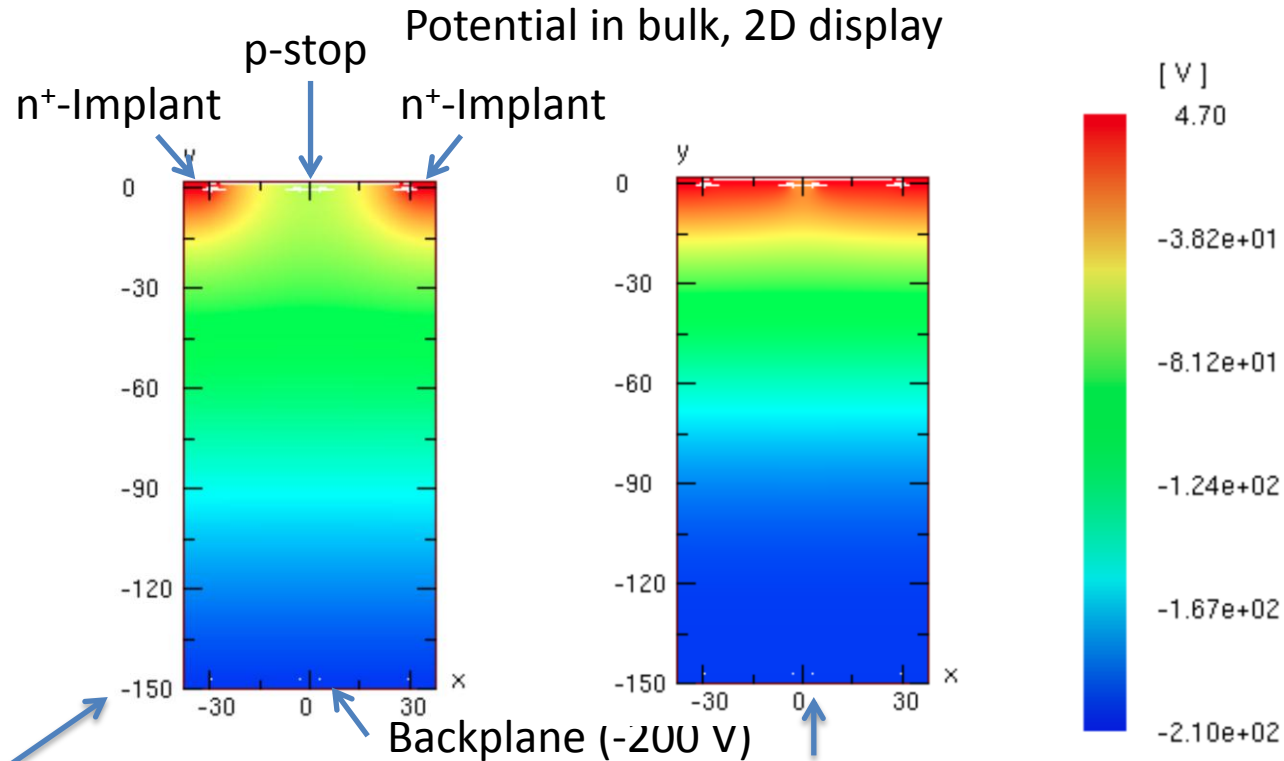 Potential in bulk, 2D display
p-stop
n⁺-Implant
n⁺-Implant
[ V ]
4.70
-3.82e+01
-8.12e+01
-1.24e+02
-1.67e+02
-2.10e+02
y
0
-30
-60
-90
-120
-150
-30
0
30
x
y
0
-30
-60
-90
-120
-150
-30
0
30
x
Backplane (-200 V)